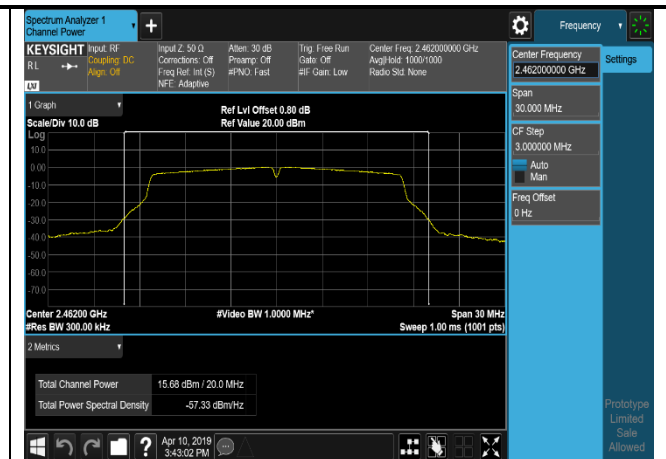 Spectrum Analyzer 1
Channel Power
+
Frequency
KEYSIGHT
R L
LXI
Input: RF
Coupling: DC
Align: Off
Input Z: 50 Ω
Corrections: Off
Freq Ref: Int (S)
NFE: Adaptive
Atten: 30 dB
Preamp: Off
#PNO: Fast
Trig: Free Run
Gate: Off
#IF Gain: Low
Center Freq: 2.462000000 GHz
Avg|Hold: 1000/1000
Radio Std: None
Center Frequency
2.462000000 GHz
Settings
Span
30.000 MHz
CF Step
3.000000 MHz
Auto
Man
Freq Offset
0 Hz
1 Graph
Scale/Div 10.0 dB
Ref Lvl Offset 0.80 dB
Ref Value 20.00 dBm
Log
10.0
0.00
-10.0
-20.0
-30.0
-40.0
-50.0
-60.0
-70.0
Center 2.46200 GHz
#Video BW 1.0000 MHz*
Span 30 MHz
#Res BW 300.00 kHz
Sweep 1.00 ms (1001 pts)
2 Metrics
Total Channel Power 15.68 dBm / 20.0 MHz
Total Power Spectral Density -57.33 dBm/Hz
?
Apr 10, 2019
3:43:02 PM
Prototype
Limited
Sale
Allowed